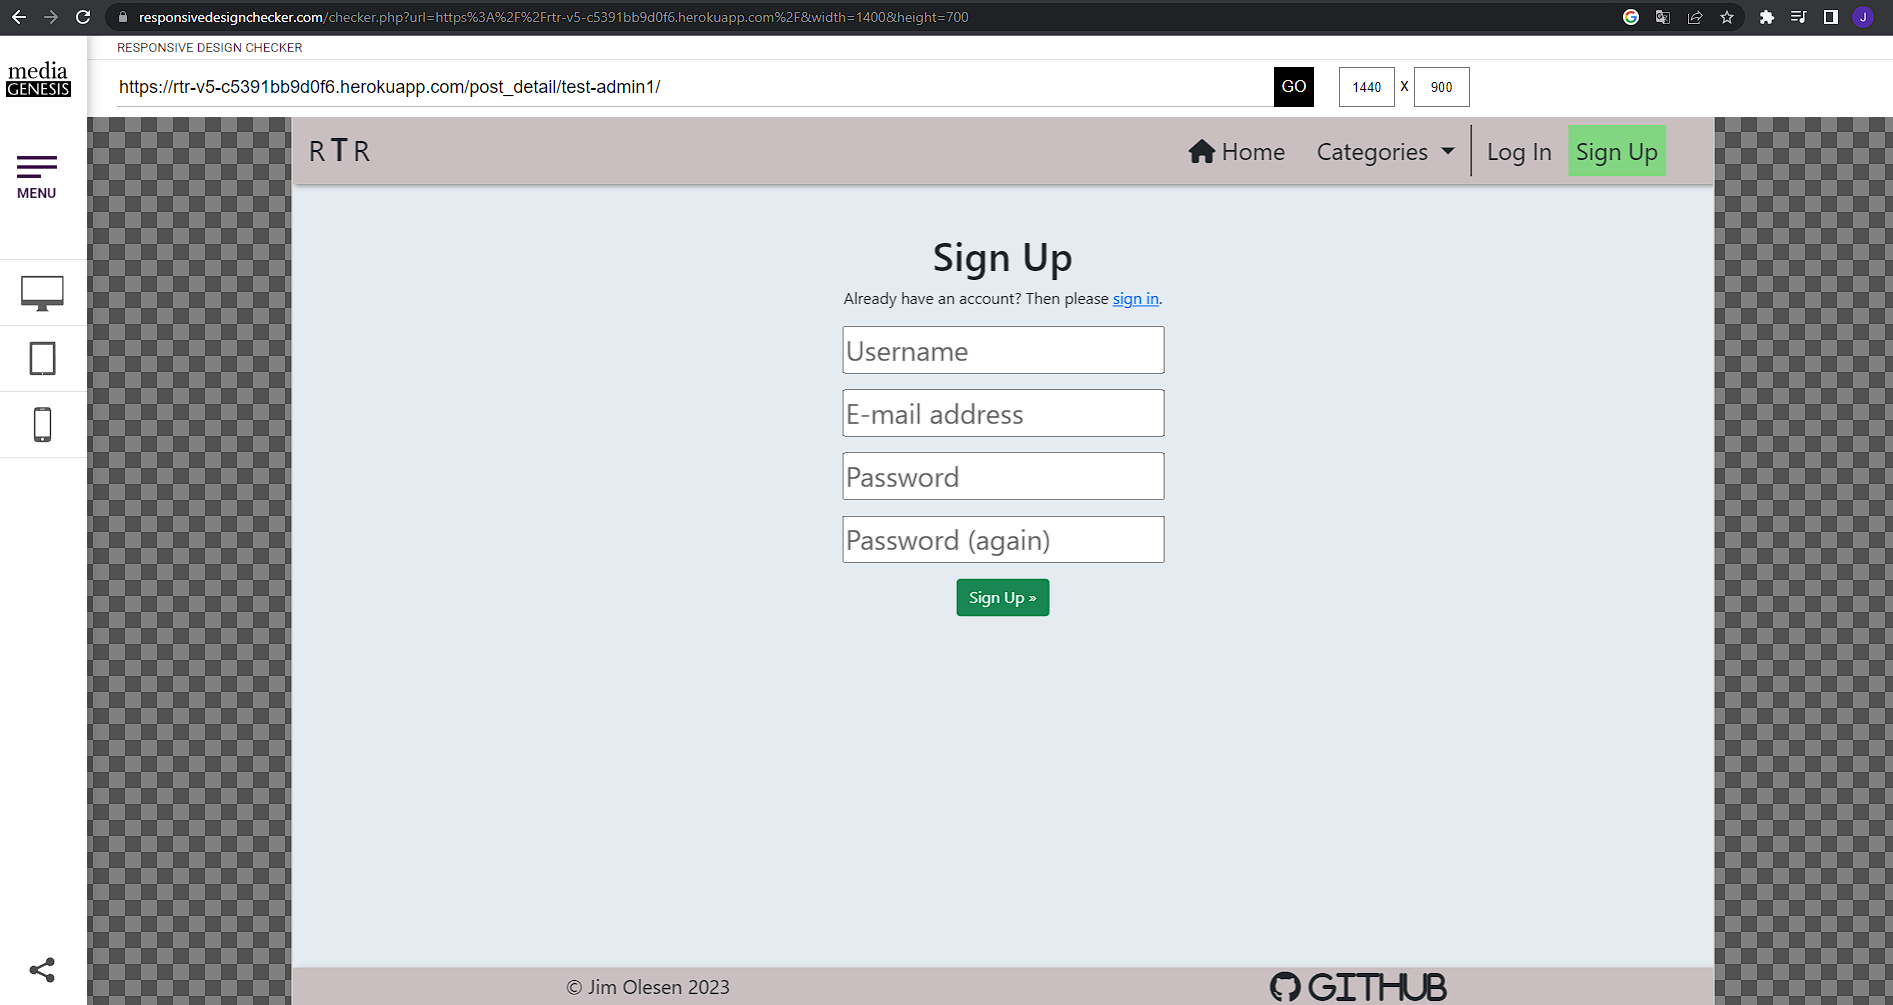 responsivedesignchecker.com/checker.php?url=https%3A%2F%2Frtr-v5-c5391bb9d0f6.herokuapp.com%2F&width=1400&height=700
J
RESPONSIVE DESIGN CHECKER
media
GENESIS
https://rtr-v5-c5391bb9d0f6.herokuapp.com/post_detail/test-admin1/
GO
1440 X 900
MENU
RTR
Home
Categories
Log In
Sign Up
Sign Up
Already have an account? Then please sign in.
Username
E-mail address
Password
Password (again)
Sign Up »
© Jim Olesen 2023
GITHUB